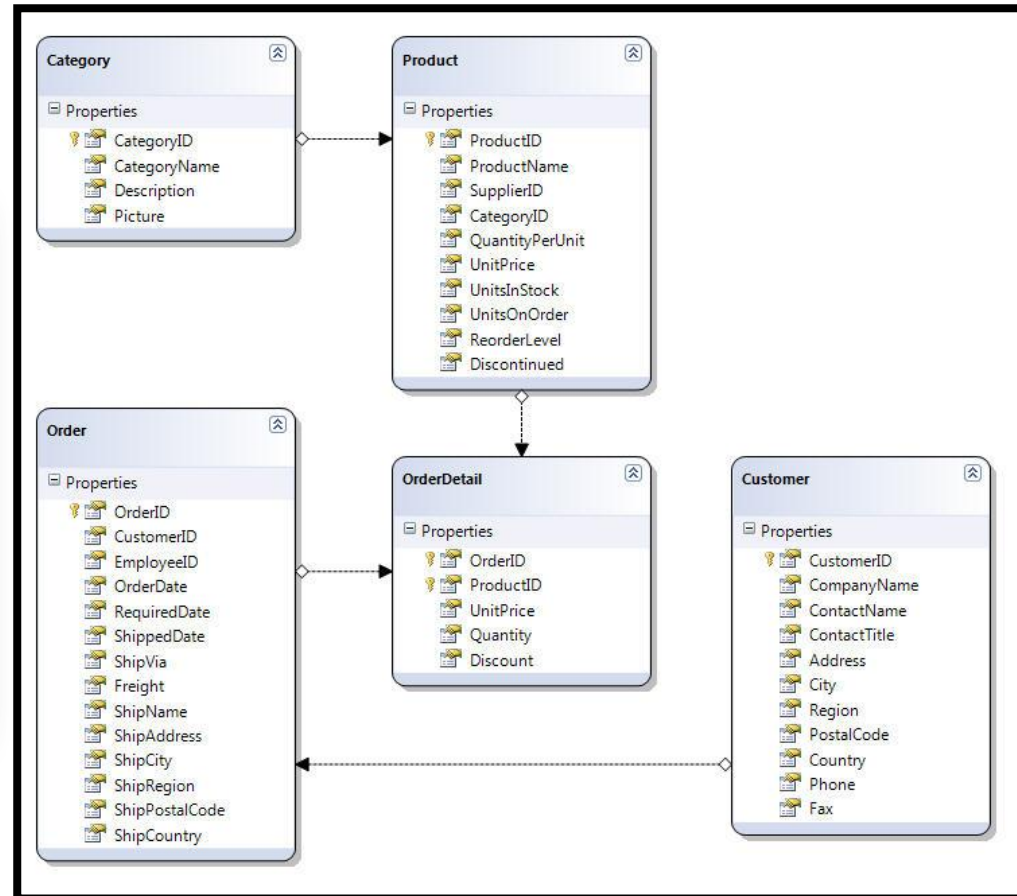 Category
Properties
CategoryID
CategoryName
Description
Picture
Product
Properties
ProductID
ProductName
SupplierID
CategoryID
QuantityPerUnit
UnitPrice
UnitsInStock
UnitsOnOrder
ReorderLevel
Discontinued
Order
Properties
OrderID
CustomerID
EmployeeID
OrderDate
RequiredDate
ShippedDate
ShipVia
Freight
ShipName
ShipAddress
ShipCity
ShipRegion
ShipPostalCode
ShipCountry
OrderDetail
Properties
OrderID
ProductID
UnitPrice
Quantity
Discount
Customer
Properties
CustomerID
CompanyName
ContactName
ContactTitle
Address
City
Region
PostalCode
Country
Phone
Fax